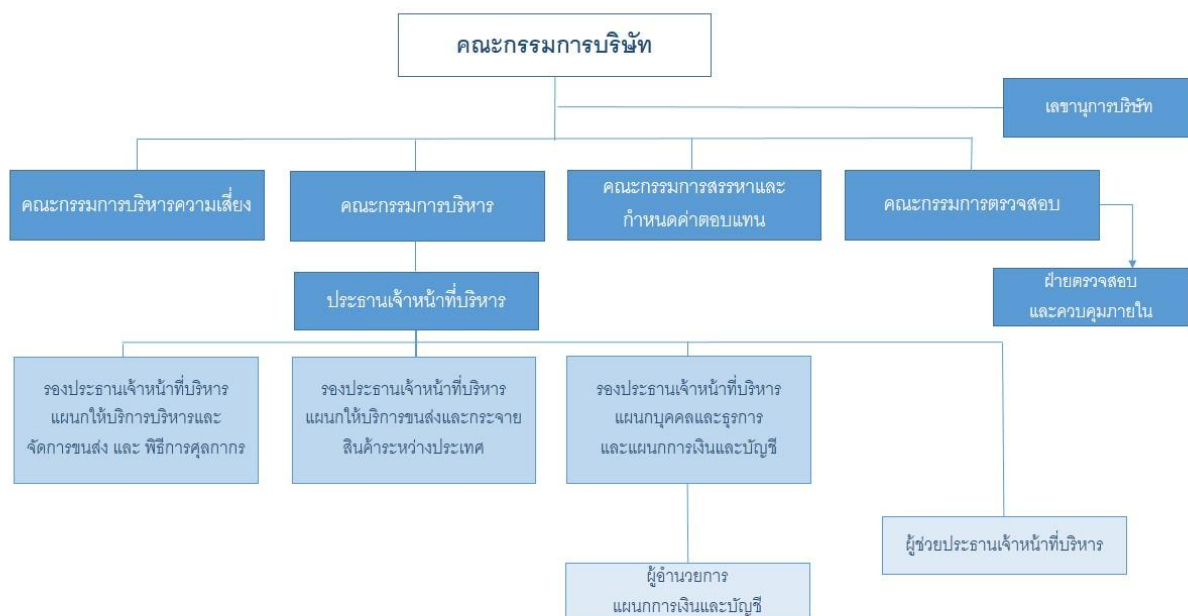 คณะกรรมการบริษัท
เลขานุการบริษัท
คณะกรรมการบริหารความเสี่ยง
คณะกรรมการบริหาร
คณะกรรมการสรรหาและ
กำหนดค่าตอบแทน
คณะกรรมการตรวจสอบ
ประธานเจ้าหน้าที่บริหาร
ฝ่ายตรวจสอบ
และควบคุมภายใน
รองประธานเจ้าหน้าที่บริหาร
แผนกให้บริการบริหารและ
จัดการขนส่ง และ พิธีการศุลกากร
รองประธานเจ้าหน้าที่บริหาร
แผนกให้บริการขนส่งและกระจาย
สินค้าระหว่างประเทศ
รองประธานเจ้าหน้าที่บริหาร
แผนกบุคคลและธุรการ
และแผนกการเงินและบัญชี
ผู้ช่วยประธานเจ้าหน้าที่บริหาร
ผู้อำนวยการ
แผนกการเงินและบัญชี